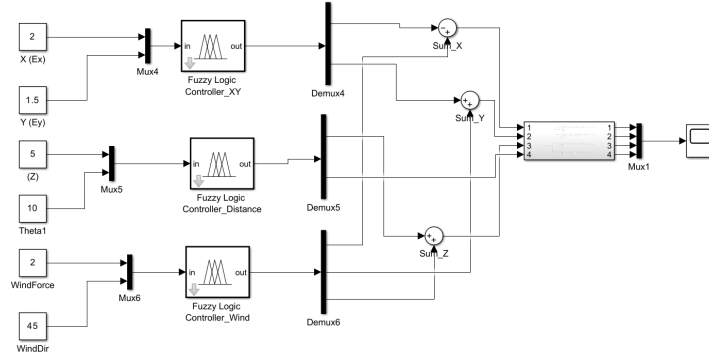 2
X (Ex)
1.5
Y (Ey)
Mux4
in out
Fuzzy Logic
Controller_XY
Demux4
Sum_X
Sum_Y
5
(Z)
10
Theta1
Mux5
in out
Fuzzy Logic
Controller_Distance
Demux5
Sum_Z
1 1
2 2
3 3
4 4
Mux1
2
WindForce
45
WindDir
Mux6
in out
Fuzzy Logic
Controller_Wind
Demux6